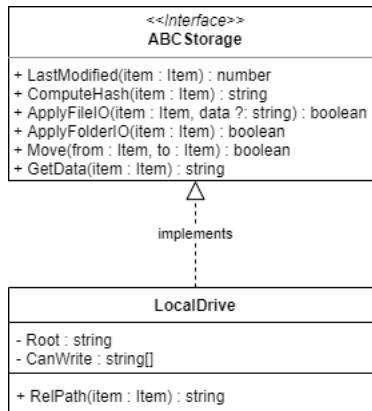 <<Interface>>
ABCStorage
+ LastModified(item : Item) : number
+ ComputeHash(item : Item) : string
+ ApplyFileIO(item : Item, data ?: string) : boolean
+ ApplyFolderIO(item : Item) : boolean
+ Move(from : Item, to : Item) : boolean
+ GetData(item : Item) : string
implements
LocalDrive
- Root : string
- CanWrite : string[]
+ RelPath(item : Item) : string